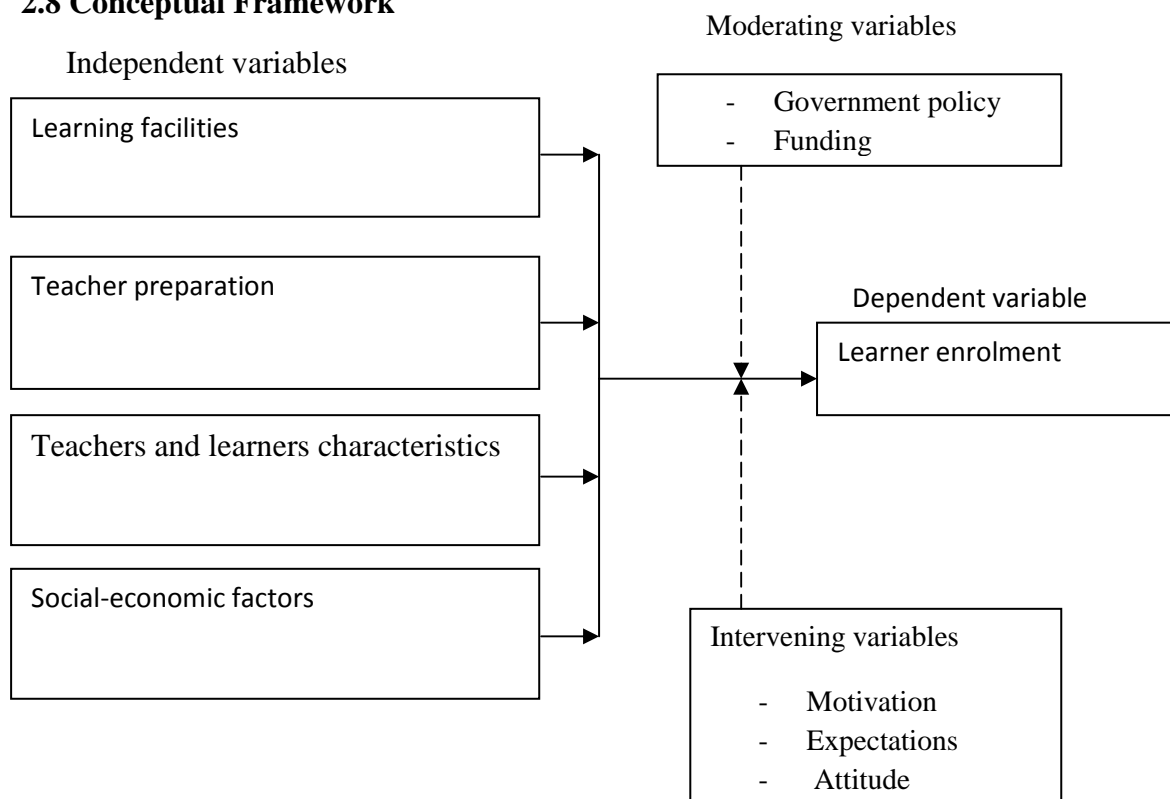 2.8 Conceptual Framework
Independent variables
Learning facilities
Teacher preparation
Teachers and learners characteristics
Social-economic factors
Moderating variables
- Government policy
- Funding
Dependent variable
Learner enrolment
Intervening variables
- Motivation
- Expectations
- Attitude